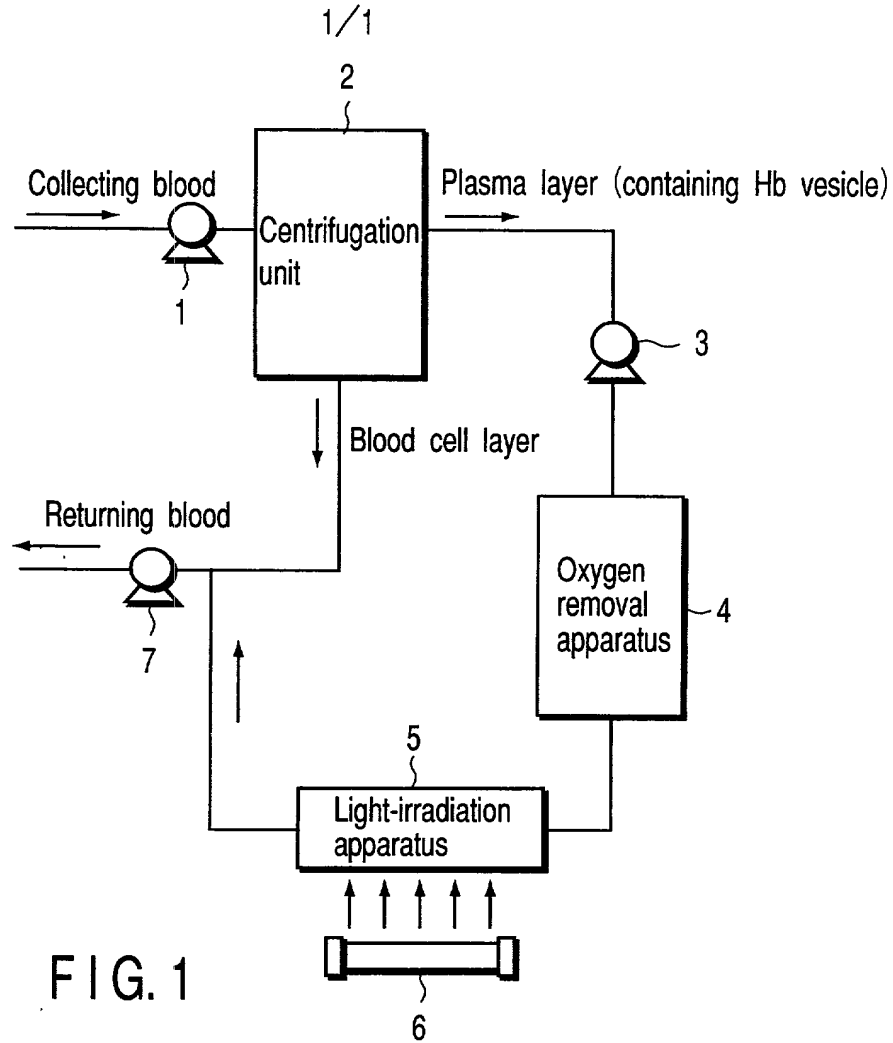 1/1
2
Collecting blood
Plasma layer (containing Hb vesicle)
Centrifugation
unit
1
3
Blood cell layer
Returning blood
Oxygen
removal
apparatus
4
7
5
Light-irradiation
apparatus
6
FIG. 1